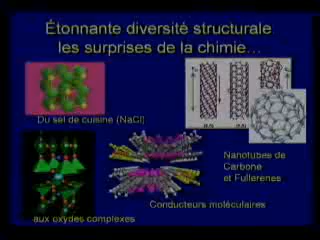 Étonnante diversité structurale
les surprises de la chimie...
Du sel de cuisine (NaCl)
Nanotubes de
Carbone
et Fullerenes
Conducteurs moléculaires
aux oxydes complexes